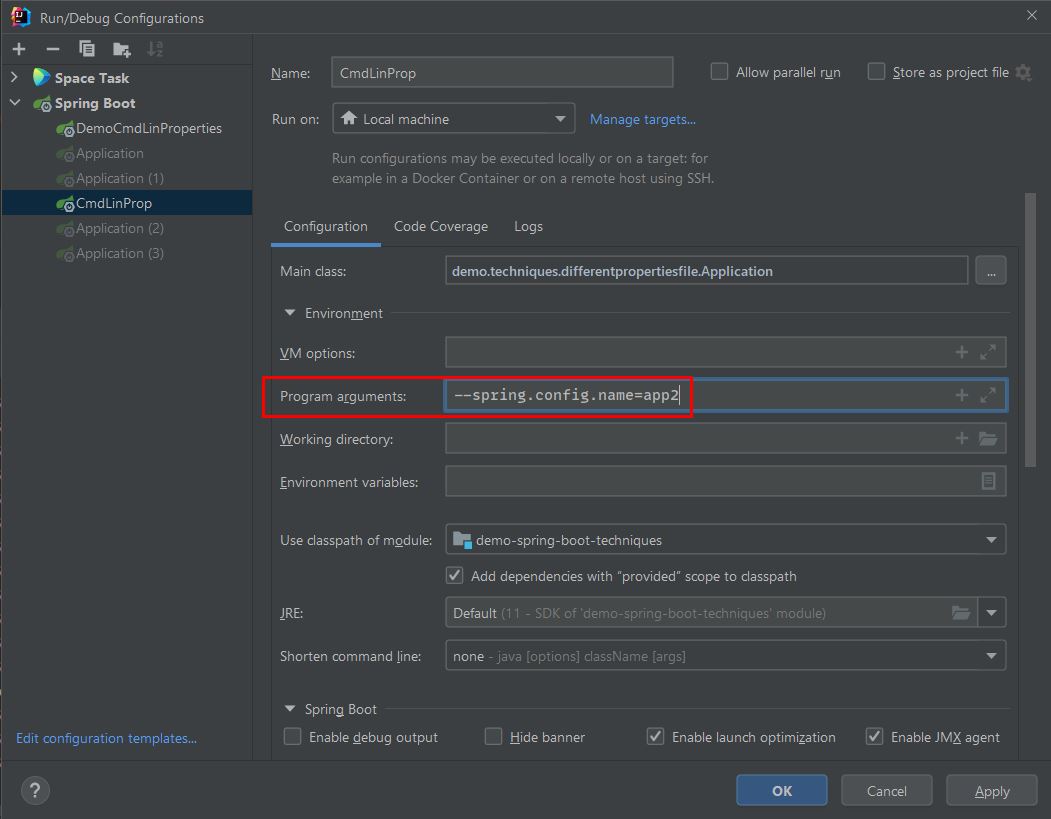 Run/Debug Configurations
Space Task
Spring Boot
DemoCmdLinProperties
Application
Application (1)
CmdLinProp
Application (2)
Application (3)
Edit configuration templates...
Name: CmdLinProp Allow parallel run Store as project file
Run on: Local machine Manage targets...
Run configurations may be executed locally or on a target: for
example in a Docker Container or on a remote host using SSH.
Configuration Code Coverage Logs
Main class: demo.techniques.differentpropertiesfile.Application ...
Environment
VM options:
Program arguments: --spring.config.name=app2
Working directory:
Environment variables:
Use classpath of module: demo-spring-boot-techniques
Add dependencies with “provided” scope to classpath
JRE: Default (11 - SDK of 'demo-spring-boot-techniques' module)
Shorten command line: none - java [options] className [args]
Spring Boot
Enable debug output Hide banner Enable launch optimization Enable JMX agent
? OK Cancel Apply